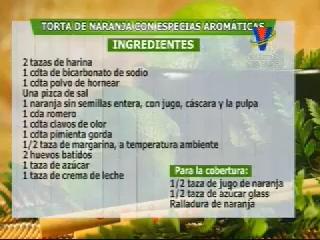 TORTA DE NARANJA CON ESPECIAS AROMÁTICAS
INGREDIENTES
2 tazas de harina
1 cdta de bicarbonato de sodio
1 cdta polvo de hornear
Una pizca de sal
1 naranja sin semillas entera, con jugo, cáscara y la pulpa
1 cda romero
1 cdta clavos de olor
1 cdta pimienta gorda
1/2 taza de margarina, a temperatura ambiente
2 huevos batidos
1 taza de azúcar
1 taza de crema de leche
Para la cobertura:
1/2 taza de jugo de naranja
1/2 taza de azúcar glass
Ralladura de naranja